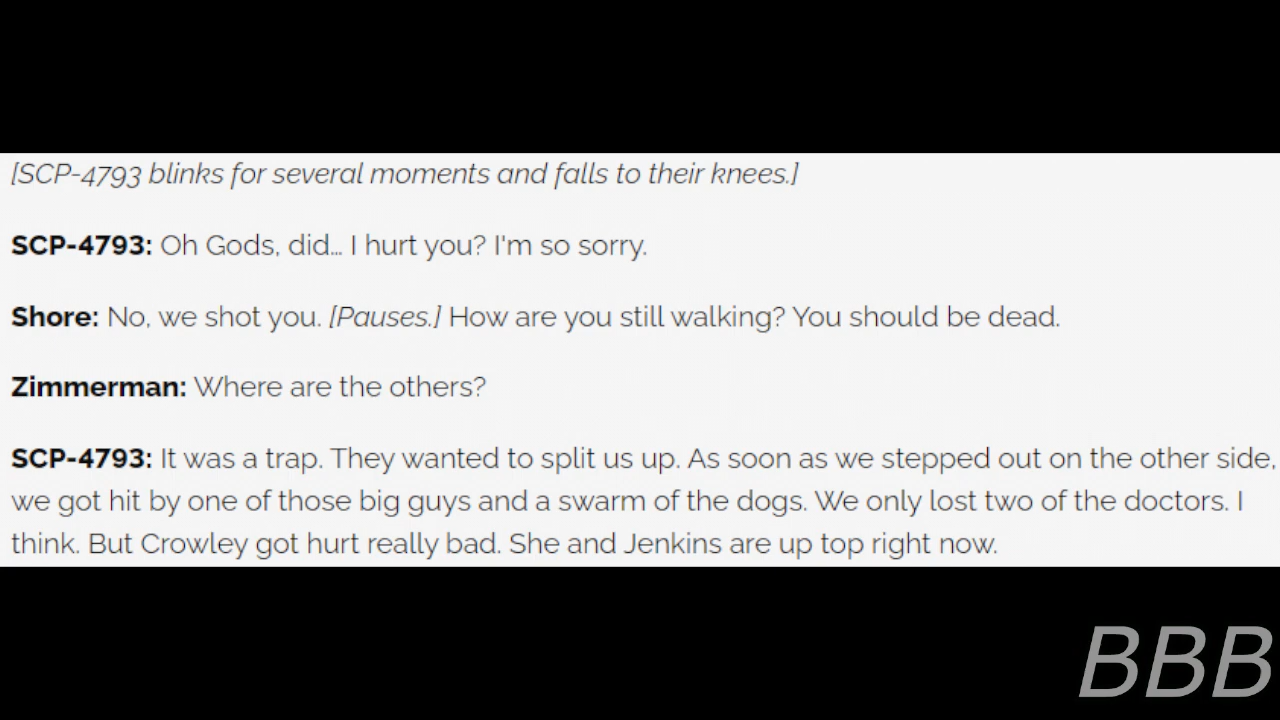 [SCP-4793 blinks for several moments and falls to their knees.]
SCP-4793: Oh Gods, did... I hurt you? I'm so sorry.
Shore: No, we shot you. [Pauses.] How are you still walking? You should be dead.
Zimmerman: Where are the others?
SCP-4793: It was a trap. They wanted to split us up. As soon as we stepped out on the other side,
we got hit by one of those big guys and a swarm of the dogs. We only lost two of the doctors. I
think. But Crowley got hurt really bad. She and Jenkins are up top right now.
BBB